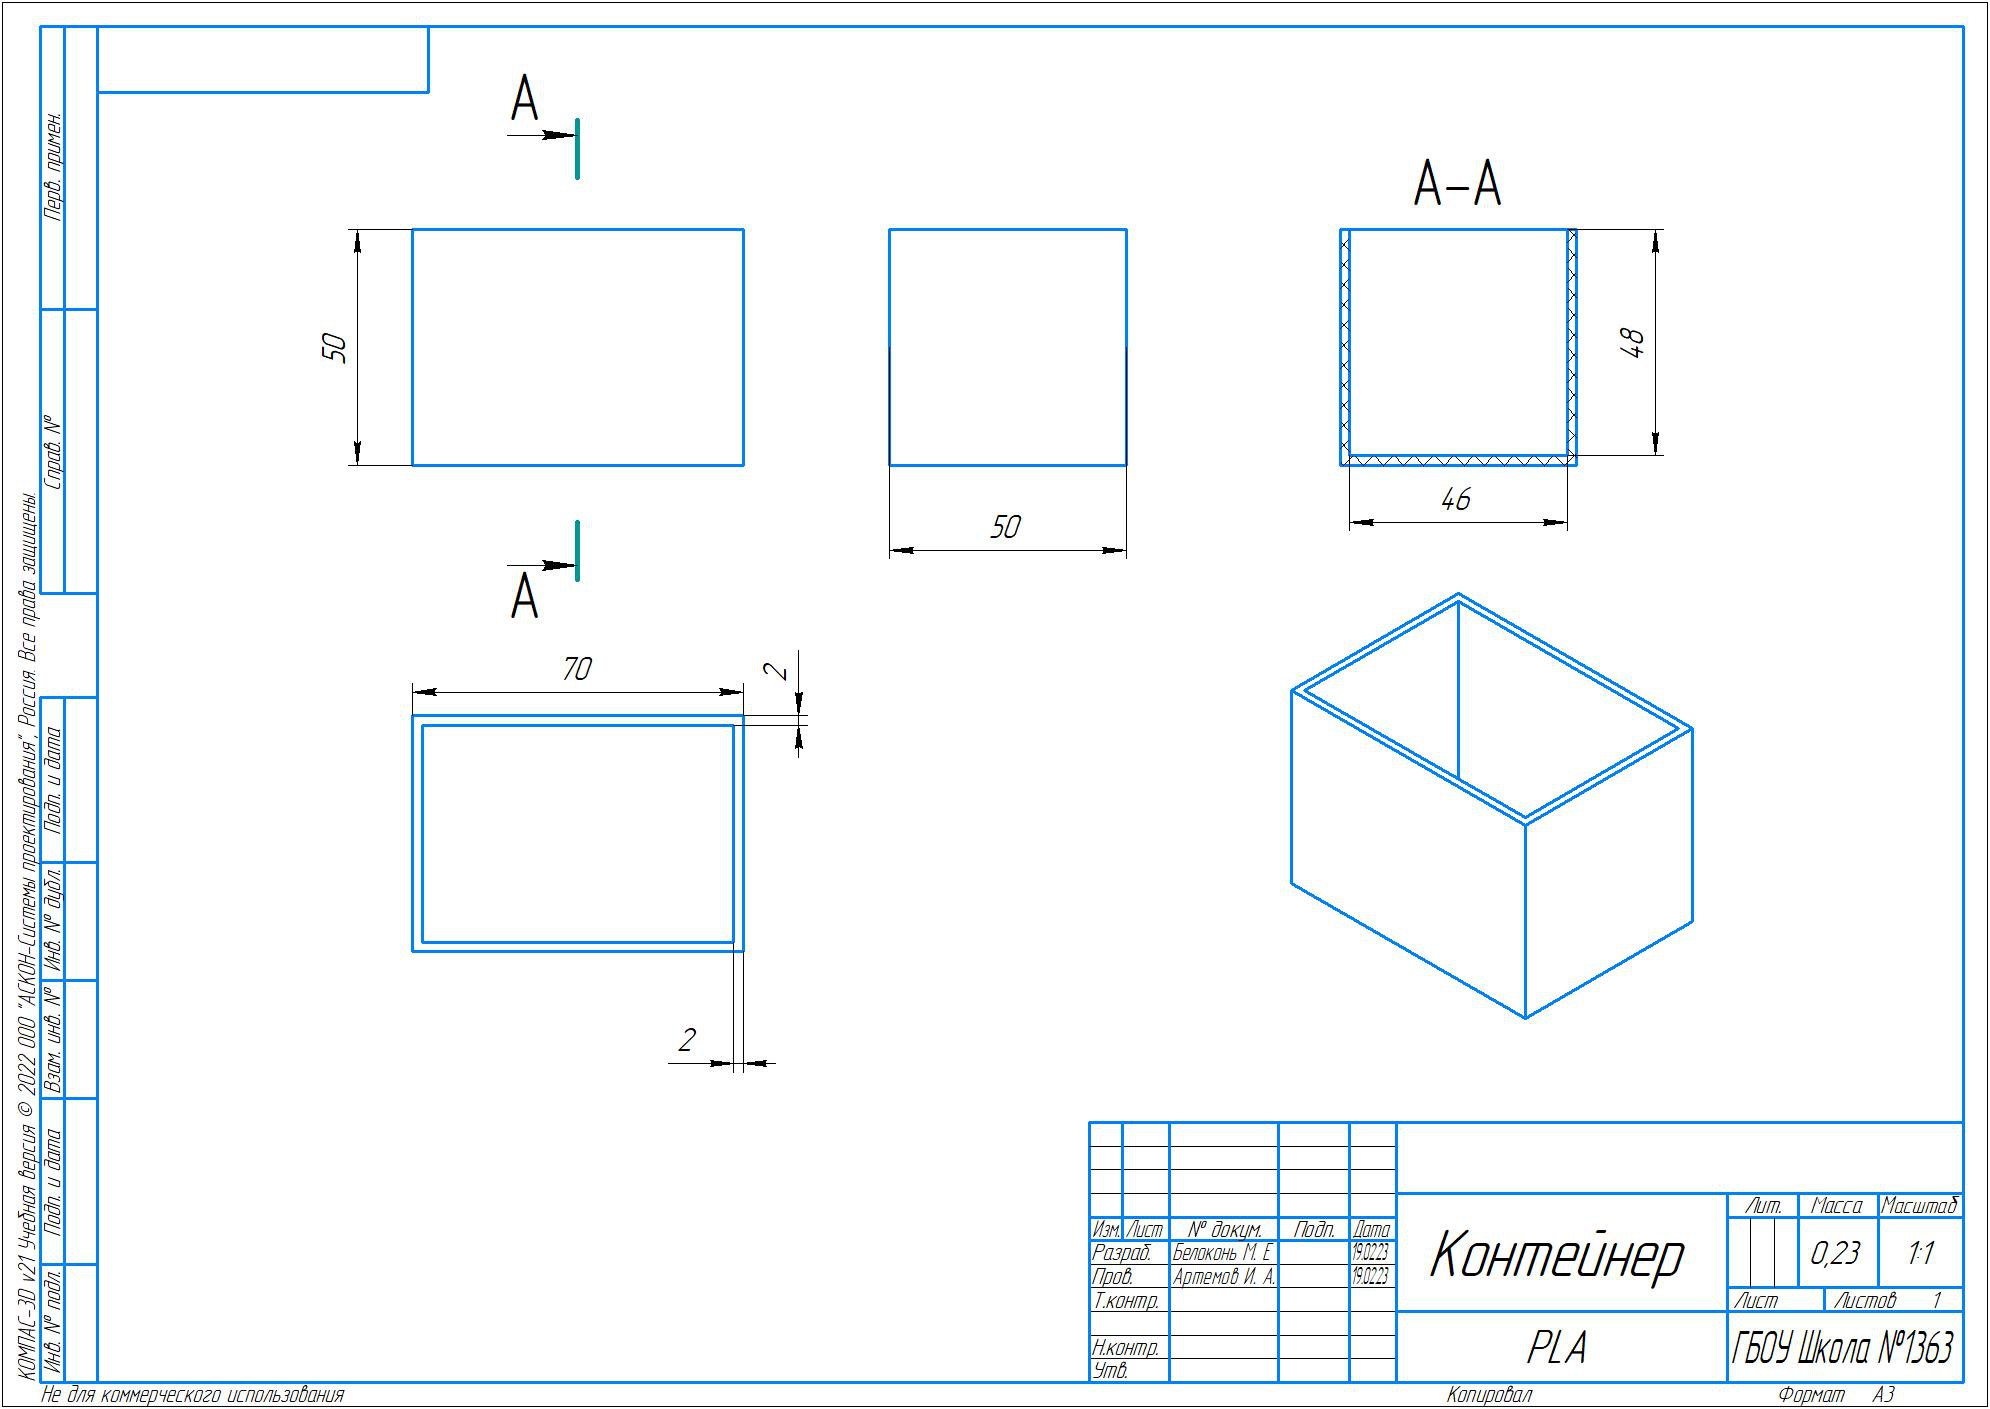 А
А-А
50
50
48
46
А
70
2
2
Перв. примен.
Справ. №
Подп. и дата
Инв. № дубл.
Взам. инв. №
Подп. и дата
Инв. № подл.
КОМПАС-3D v21 Учебная версия © 2022 ООО "АСКОН-Системы проектирования", Россия. Все права защищены.
Изм. Лист № докум. Подп. Дата
Разраб. Белоконь М. Е 19.02.23
Пров. Артемов И. А. 19.02.23
Т.контр.
Н.контр.
Утв.
Контейнер
PLA
Лит. Масса Масштаб
0,23 1:1
Лист Листов 1
ГБОУ Школа №1363
Не для коммерческого использования
Копировал
Формат А3